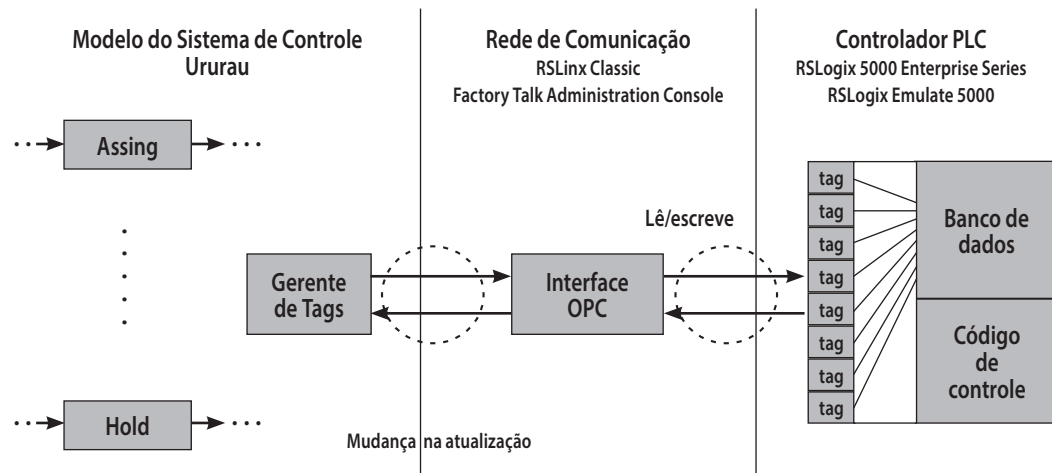 Modelo do Sistema de Controle
Ururau
Assing
Gerente
de Tags
Hold
Rede de Comunicação
RSLinx Classic
Factory Talk Administration Console
Lê/escreve
Interface
OPC
Mudança na atualização
Controlador PLC
RSLogix 5000 Enterprise Series
RSLogix Emulate 5000
tag
tag
tag
tag
tag
tag
tag
tag
Banco de
dados
Código
de
controle